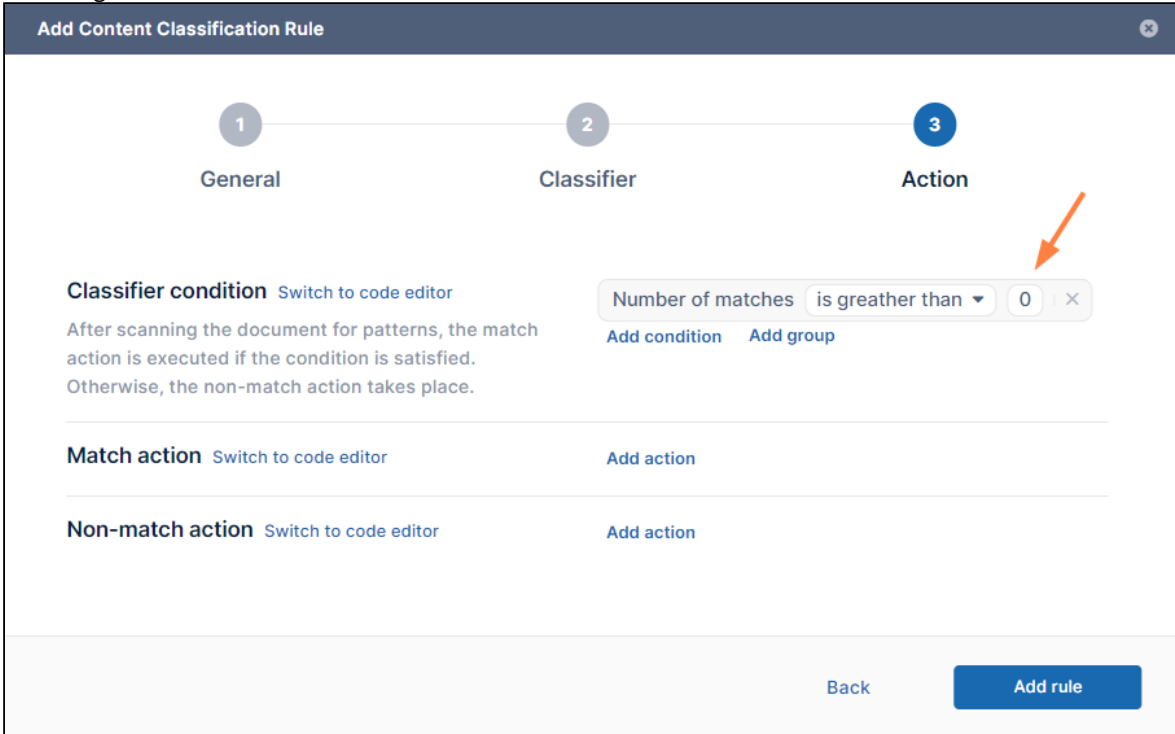 Add Content Classification Rule
1
2
3
General
Classifier
Action
Classifier condition Switch to code editor
Number of matches is greather than 0
After scanning the document for patterns, the match
action is executed if the condition is satisfied.
Otherwise, the non-match action takes place.
Add condition Add group
Match action Switch to code editor
Add action
Non-match action Switch to code editor
Add action
Back
Add rule